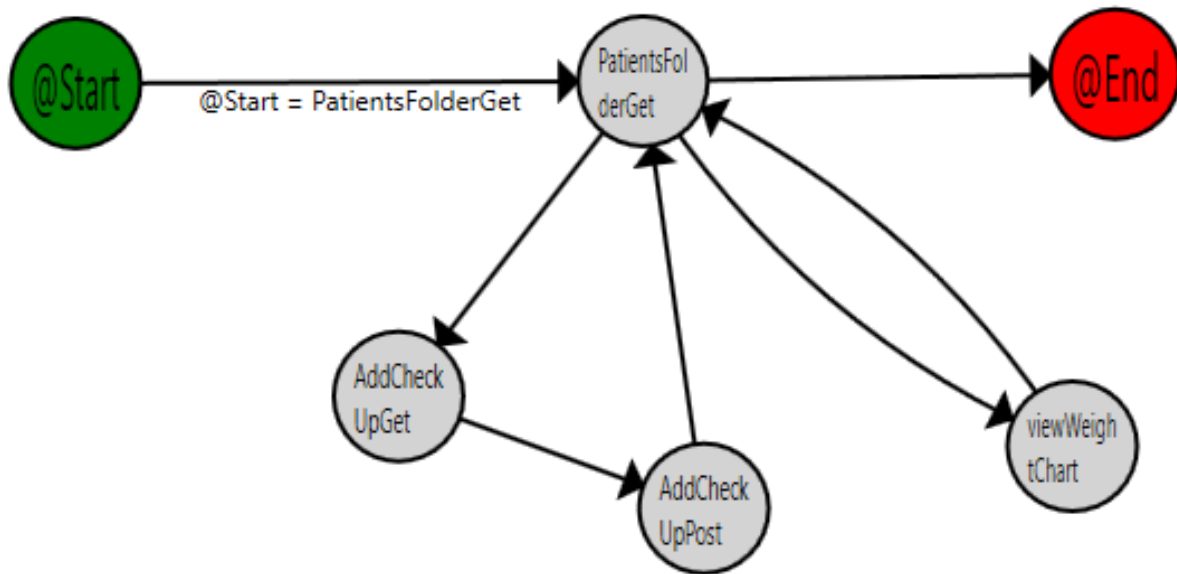 @Start
@Start = PatientsFolderGet
PatientsFol
derGet
@End
AddCheck
UpGet
AddCheck
UpPost
viewWeigh
tChart